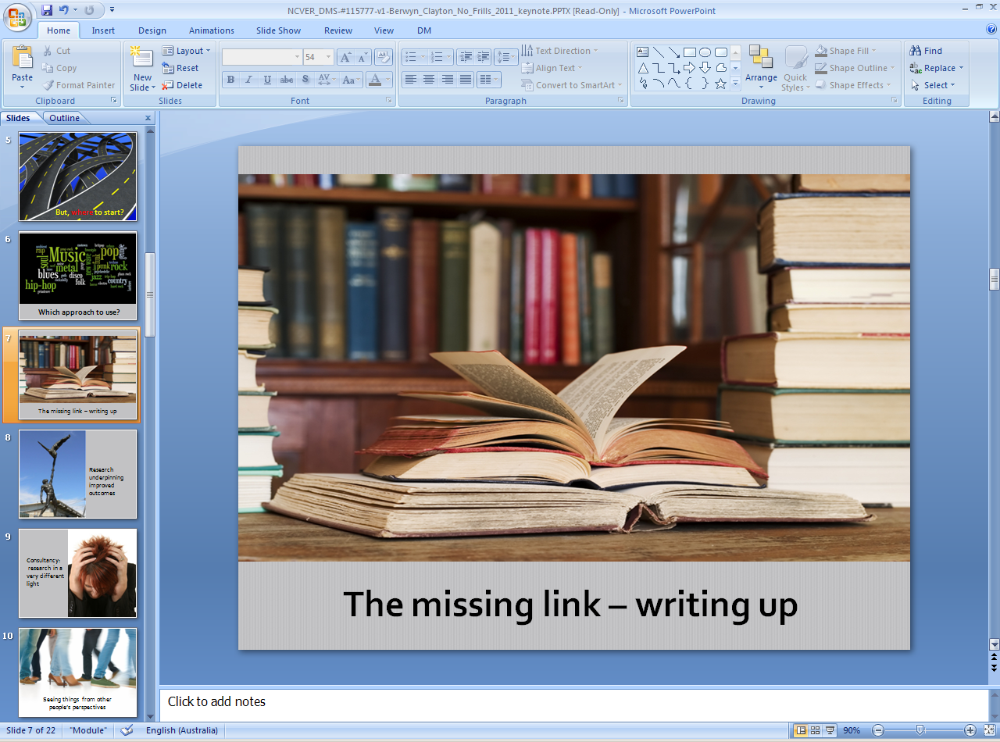 NCVER_DMS-#115777-v1-Berwyn_Clayton_No_Frills_2011_keynote.PPTX [Read-Only] - Microsoft PowerPoint
Home Insert Design Animations Slide Show Review View DM
Paste
Cut
Copy
Format Painter
Clipboard
New Slide
Layout
Reset
Delete
Slides
54
B I U abc S AV Aa A
Font
Text Direction
Align Text
Convert to SmartArt
Paragraph
Arrange
Quick Styles
Shape Fill
Shape Outline
Shape Effects
Drawing
Find
Replace
Select
Editing
Slides Outline
5
But, where to start?
6
Music
pop
rap
soul
metal
punk
rock
blues
disco
folk
jazz
country
hip-hop
Which approach to use?
7
The missing link – writing up
8
Research
underpinning
improved
outcomes
9
Consultancy:
research in a
very different
light
10
Seeing things from other
people's perspectives
The missing link – writing up
Click to add notes
Slide 7 of 22 "Module" English (Australia) 90%